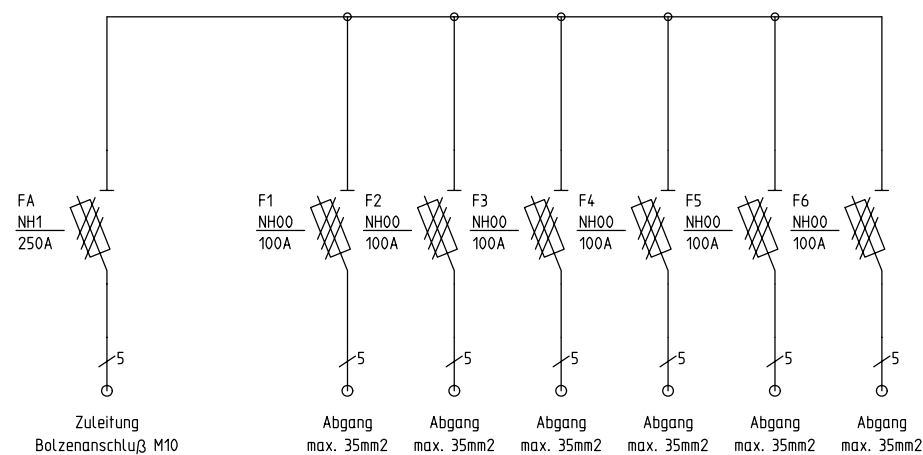 FA
NH1
250A
F1
NH00
100A
F2
NH00
100A
F3
NH00
100A
F4
NH00
100A
F5
NH00
100A
F6
NH00
100A
5
5
5
5
5
5
5
Zuleitung
Bolzenanschluß M10
Abgang
max. 35mm2
Abgang
max. 35mm2
Abgang
max. 35mm2
Abgang
max. 35mm2
Abgang
max. 35mm2
Abgang
max. 35mm2